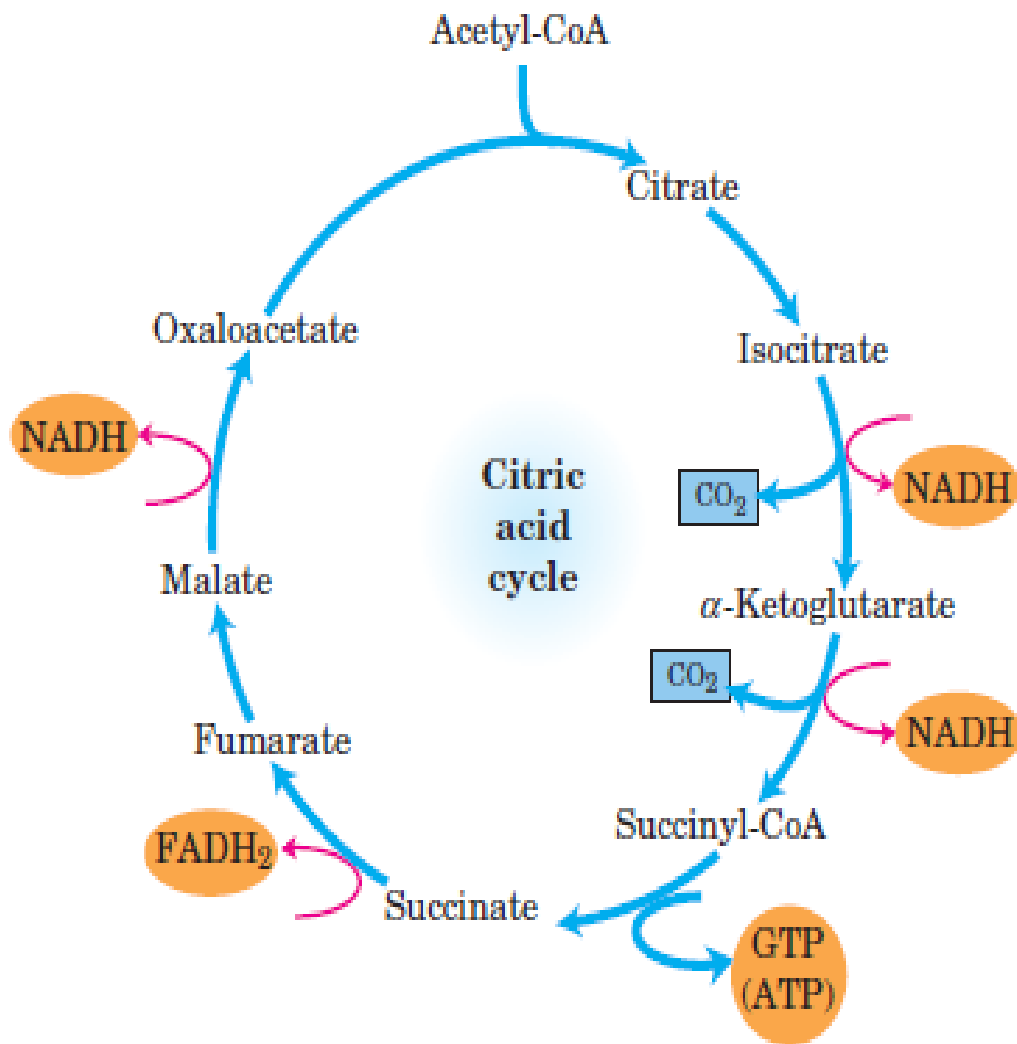 Acetyl-CoA
Citrate
Oxaloacetate
Isocitrate
NADH
Citric
acid
cycle
CO₂
NADH
Malate
α-Ketoglutarate
CO₂
Fumarate
NADH
Succinyl-CoA
FADH₂
Succinate
GTP
(ATP)